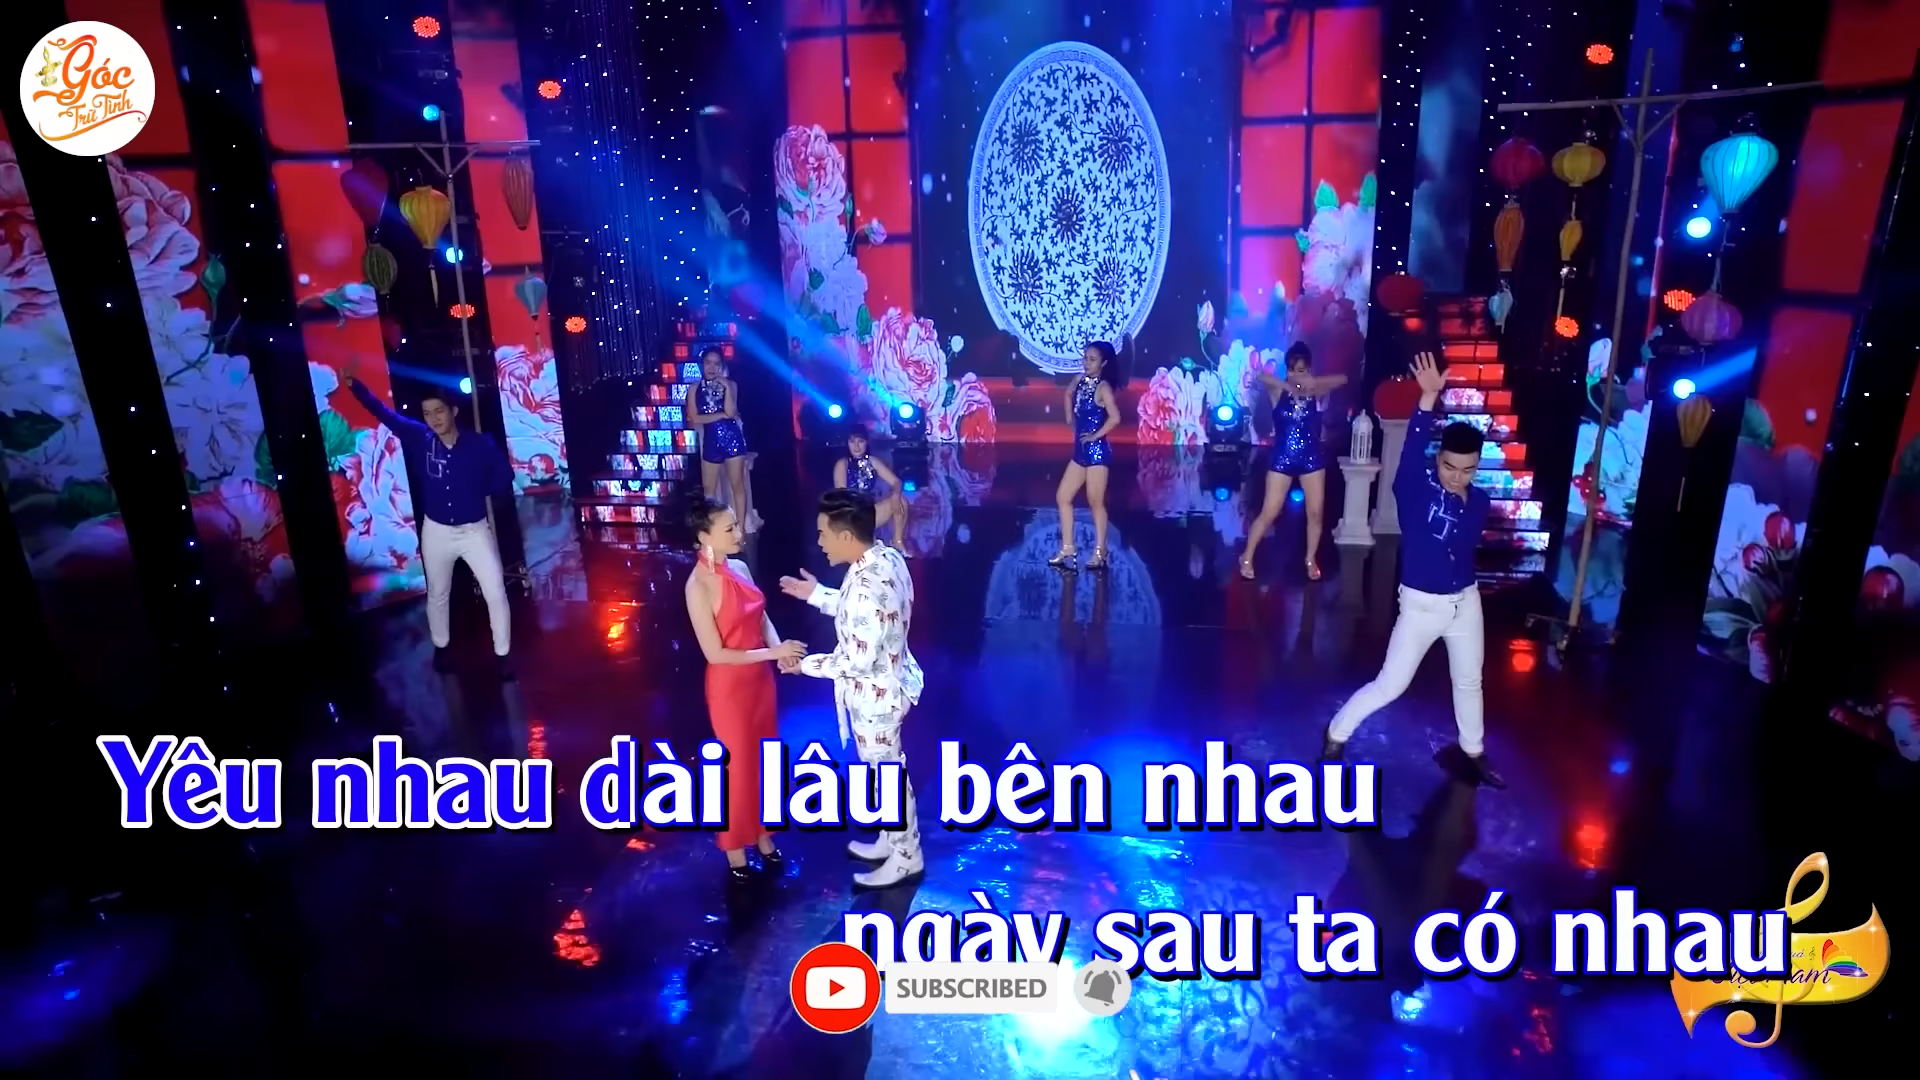 Góc
Trữ Tình
Yêu nhau dài lâu bên nhau
ngày sau ta có nhau
SUBSCRIBED